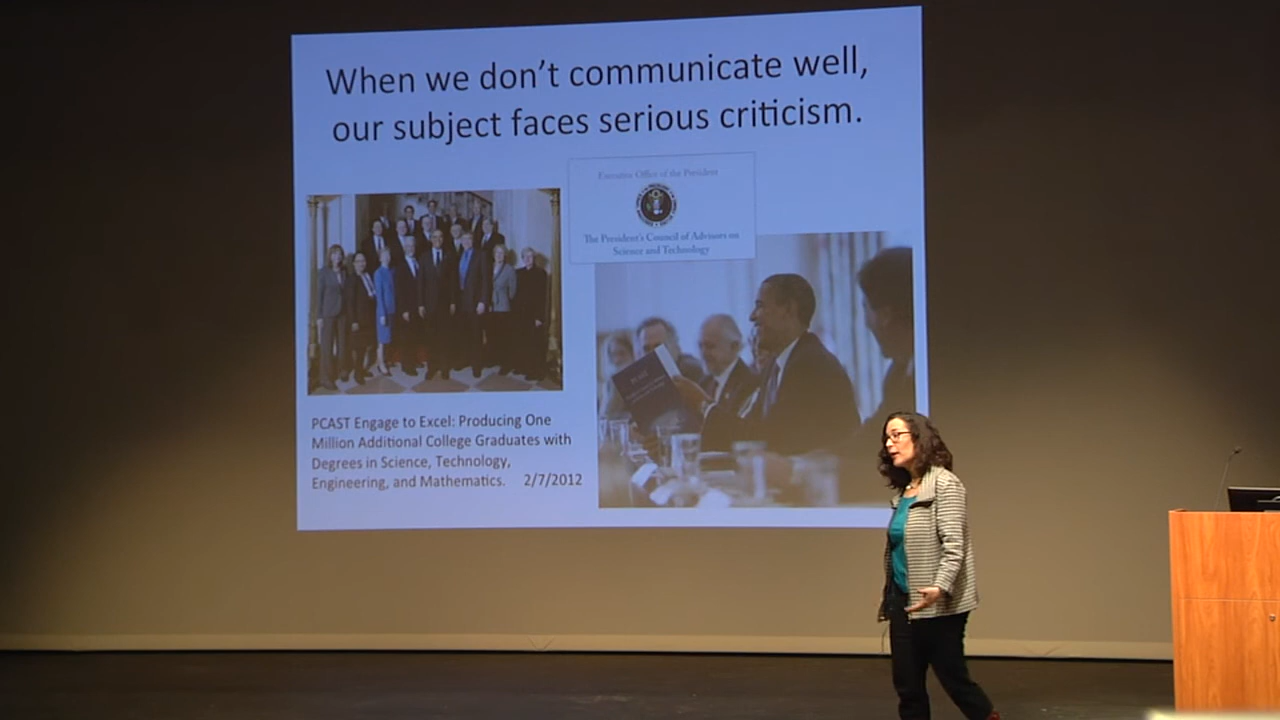 When we don't communicate well,
our subject faces serious criticism.
Executive Office of the President
The President's Council of Advisors on
Science and Technology
PCAST
PCAST Engage to Excel: Producing One
Million Additional College Graduates with
Degrees in Science, Technology,
Engineering, and Mathematics. 2/7/2012